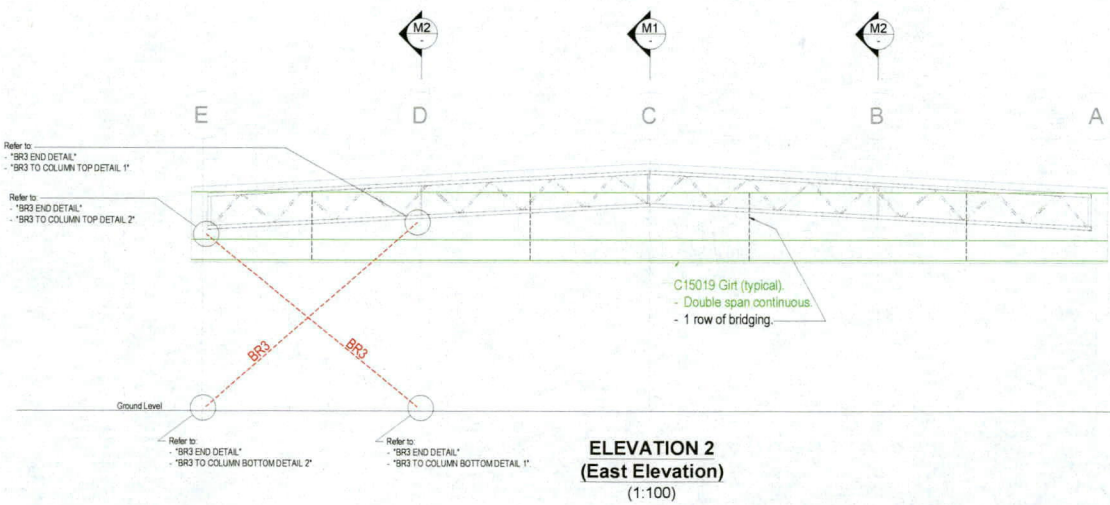 M2
-
M1
-
M2
-
E
D
C
B
A
Refer to:
- "BR3 END DETAIL"
- "BR3 TO COLUMN TOP DETAIL 1"
Refer to:
- "BR3 END DETAIL"
- "BR3 TO COLUMN TOP DETAIL 2"
C15019 Girt (typical).
- Double span continuous.
- 1 row of bridging.
BR3
BR3
Ground Level
Refer to:
- "BR3 END DETAIL"
- "BR3 TO COLUMN BOTTOM DETAIL 2"
Refer to:
- "BR3 END DETAIL"
- "BR3 TO COLUMN BOTTOM DETAIL 1"
ELEVATION 2
(East Elevation)
(1:100)